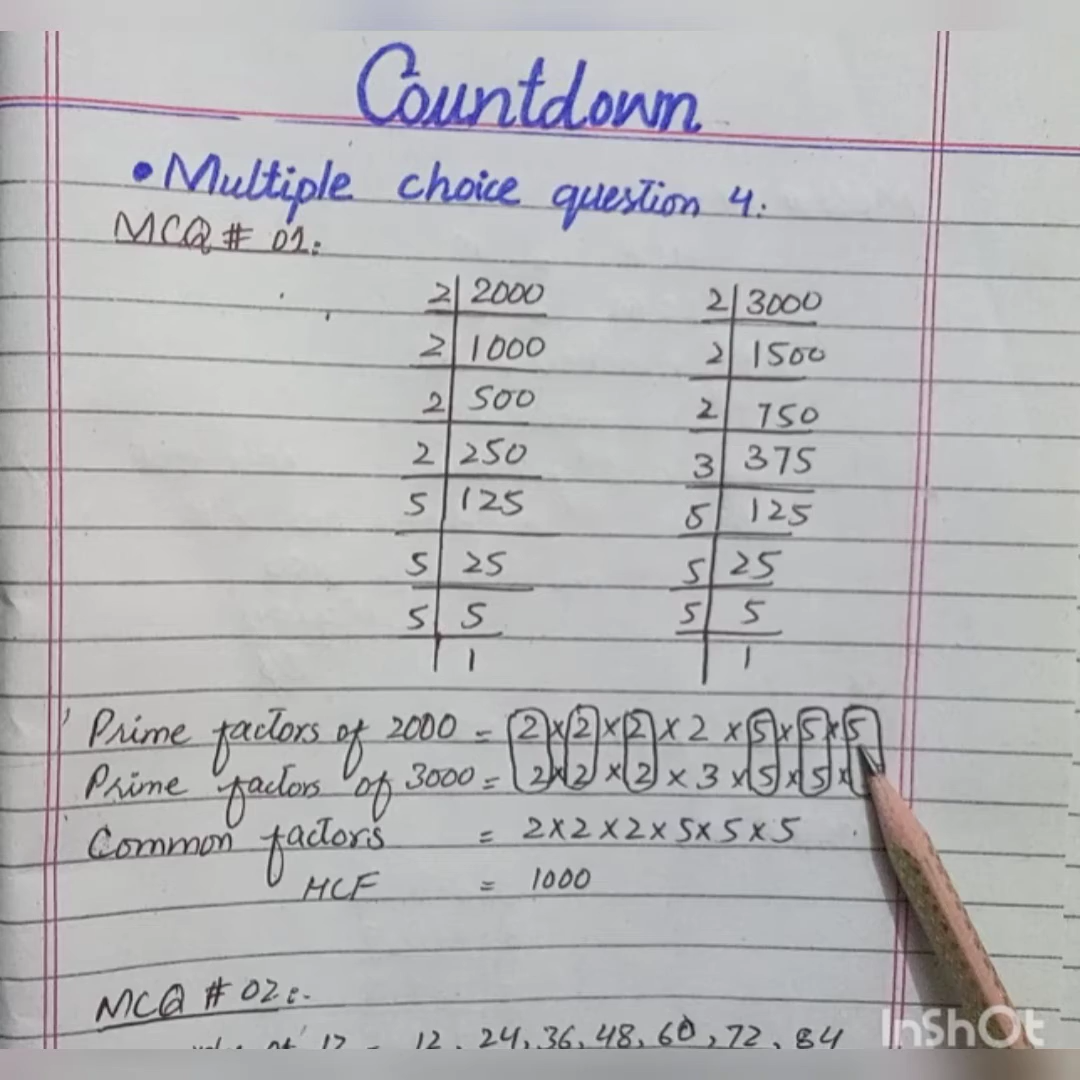 Countdown
• Multiple choice question 4:
MCQ # 01:
2 | 2000 2 | 3000
2 | 1000 2 | 1500
2 | 500 2 | 750
2 | 250 3 | 375
5 | 125 5 | 125
5 | 25 5 | 25
5 | 5 5 | 5
| 1 | 1
Prime factors of 2000 = 2 × 2 × 2 × 2 × 5 × 5 × 5
Prime factors of 3000 = 2 × 2 × 2 × 3 × 5 × 5 ×
Common factors = 2 × 2 × 2 × 5 × 5 × 5
HCF = 1000
MCQ # 02:-
of 12 = 12, 24, 36, 48, 60, 72, 84
InShOt